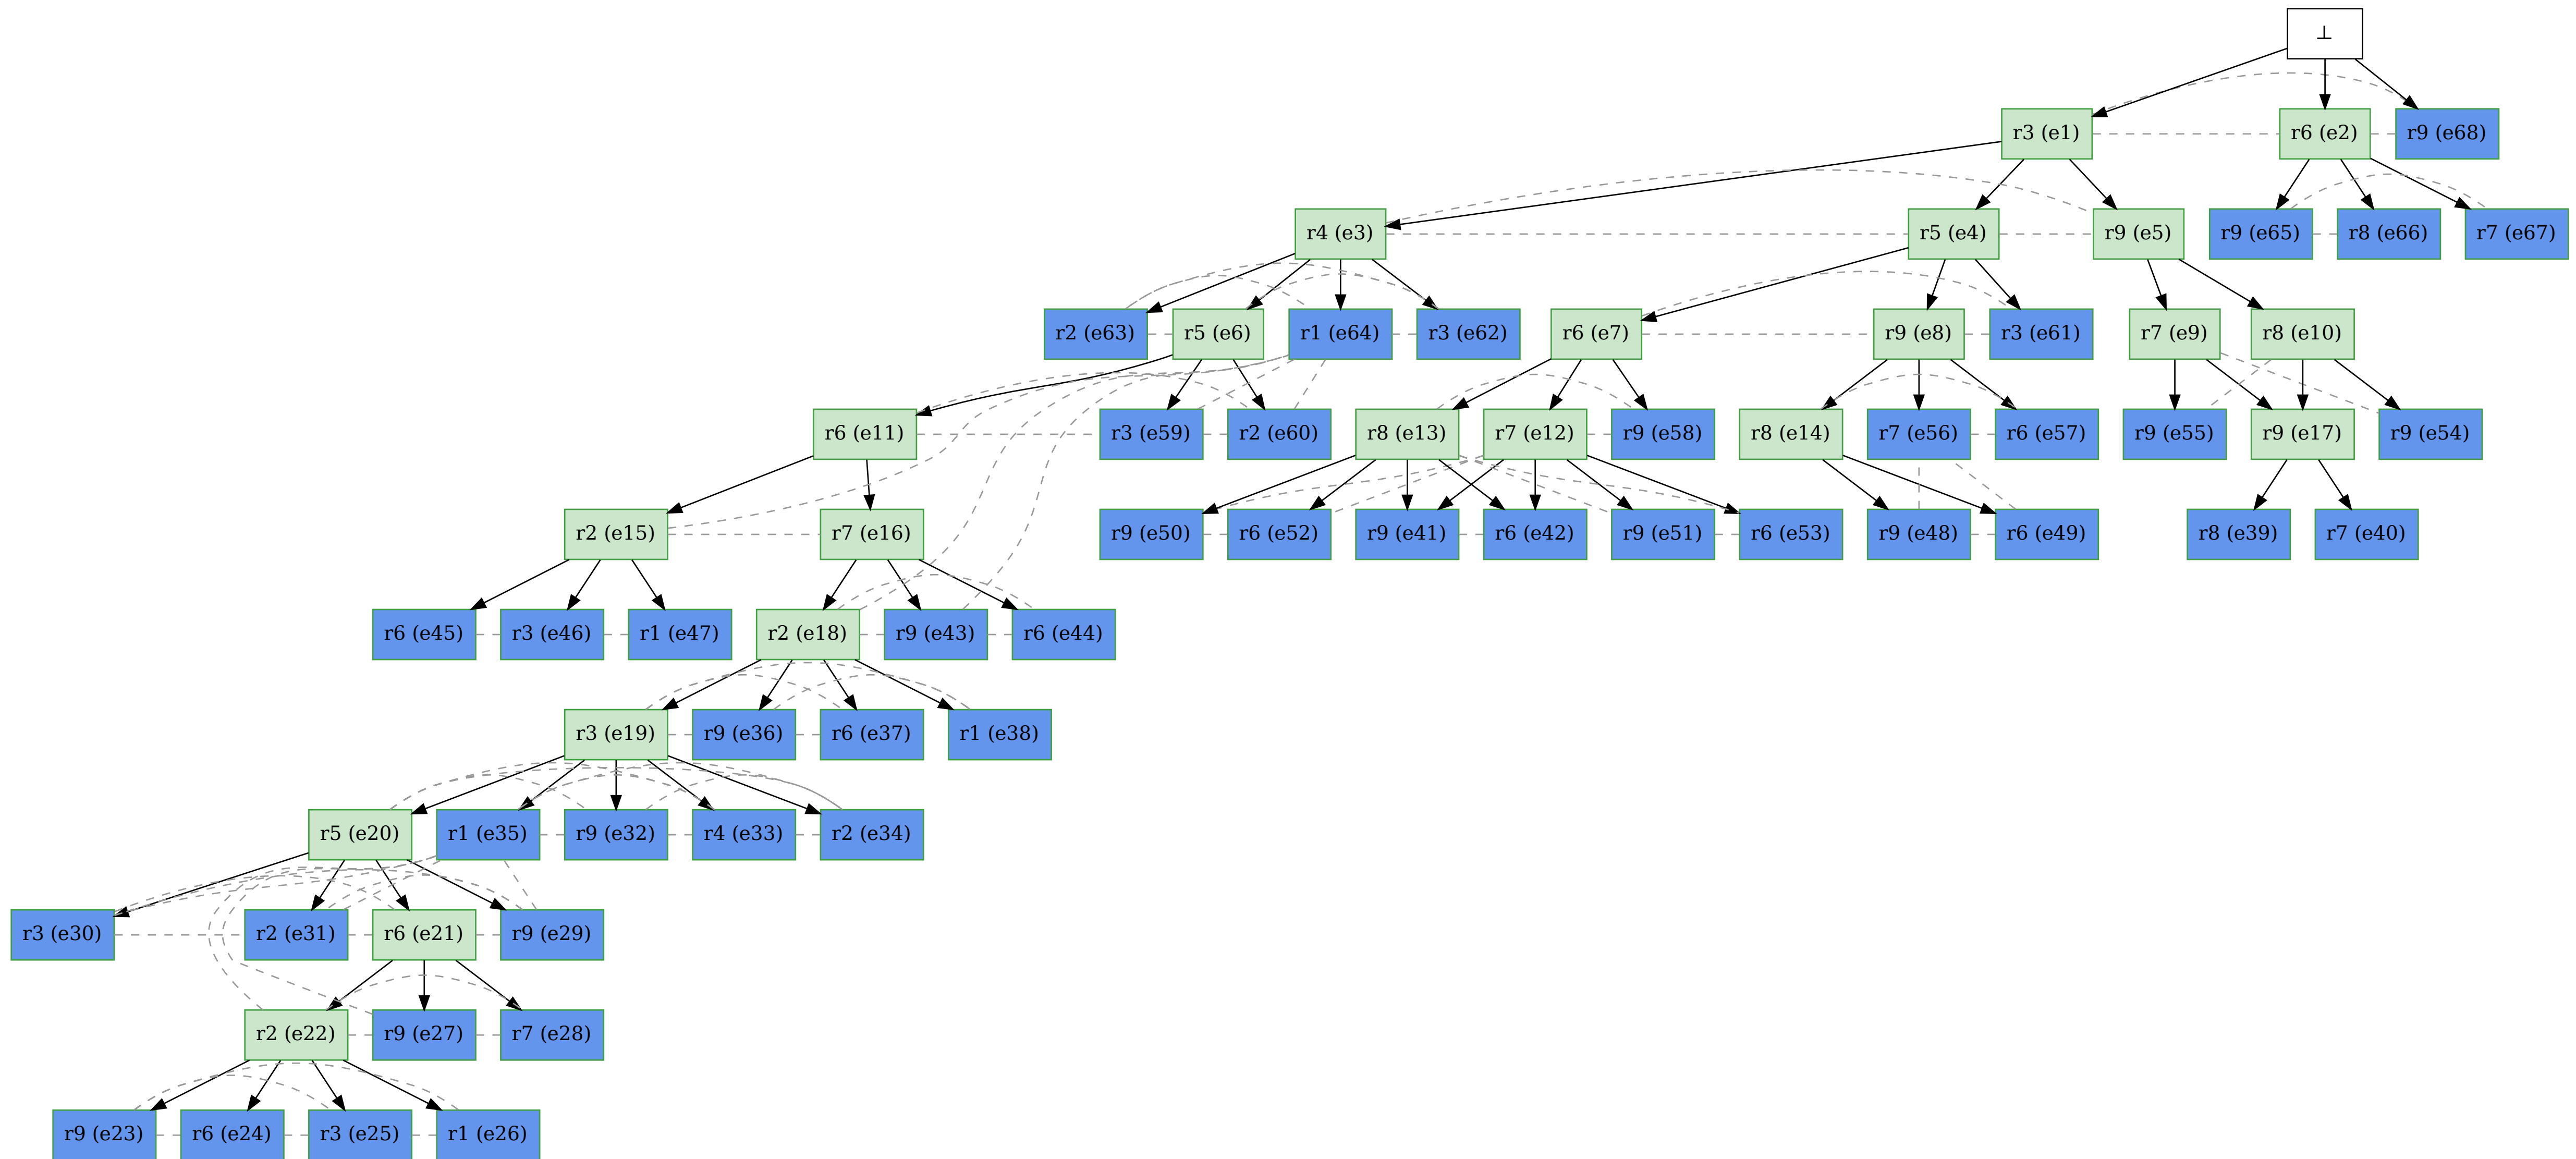 ⊥
r3 (e1)
r6 (e2)
r9 (e68)
r4 (e3)
r5 (e4)
r9 (e5)
r9 (e65)
r8 (e66)
r7 (e67)
r2 (e63)
r5 (e6)
r1 (e64)
r3 (e62)
r6 (e7)
r9 (e8)
r3 (e61)
r7 (e9)
r8 (e10)
r6 (e11)
r3 (e59)
r2 (e60)
r8 (e13)
r7 (e12)
r9 (e58)
r8 (e14)
r7 (e56)
r6 (e57)
r9 (e55)
r9 (e17)
r9 (e54)
r2 (e15)
r7 (e16)
r9 (e50)
r6 (e52)
r9 (e41)
r6 (e42)
r9 (e51)
r6 (e53)
r9 (e48)
r6 (e49)
r8 (e39)
r7 (e40)
r6 (e45)
r3 (e46)
r1 (e47)
r2 (e18)
r9 (e43)
r6 (e44)
r3 (e19)
r9 (e36)
r6 (e37)
r1 (e38)
r5 (e20)
r1 (e35)
r9 (e32)
r4 (e33)
r2 (e34)
r3 (e30)
r2 (e31)
r6 (e21)
r9 (e29)
r2 (e22)
r9 (e27)
r7 (e28)
r9 (e23)
r6 (e24)
r3 (e25)
r1 (e26)